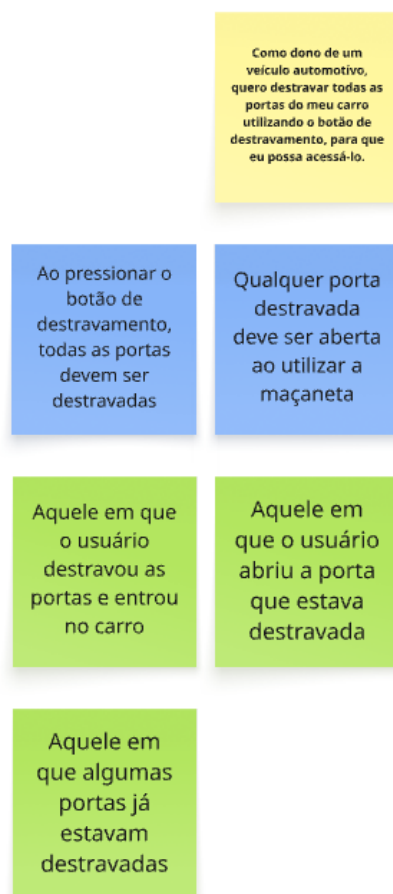 Como dono de um
veículo automotivo,
quero destravar todas as
portas do meu carro
utilizando o botão de
destravamento, para que
eu possa acessá-lo.
Ao pressionar o
botão de
destravamento,
todas as portas
devem ser
destravadas
Qualquer porta
destravada
deve ser aberta
ao utilizar a
maçaneta
Aquele em que
o usuário
destravou as
portas e entrou
no carro
Aquele em
que o usuário
abriu a porta
que estava
destravada
Aquele em
que algumas
portas já
estavam
destravadas